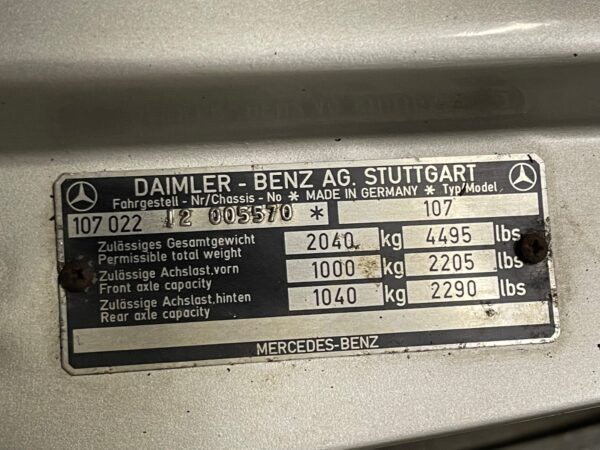 DAIMLER - BENZ AG. STUTTGART
Fahrgestell - Nr/Chassis - No * MADE IN GERMANY * Typ/Model
107 022 12 005570 * 107
Zulässiges Gesamtgewicht
Permissible total weight 2040 kg 4495 lbs
Zulässige Achslast,vorn
Front axle capacity 1000 kg 2205 lbs
Zulässige Achslast,hinten
Rear axle capacity 1040 kg 2290 lbs
MERCEDES-BENZ